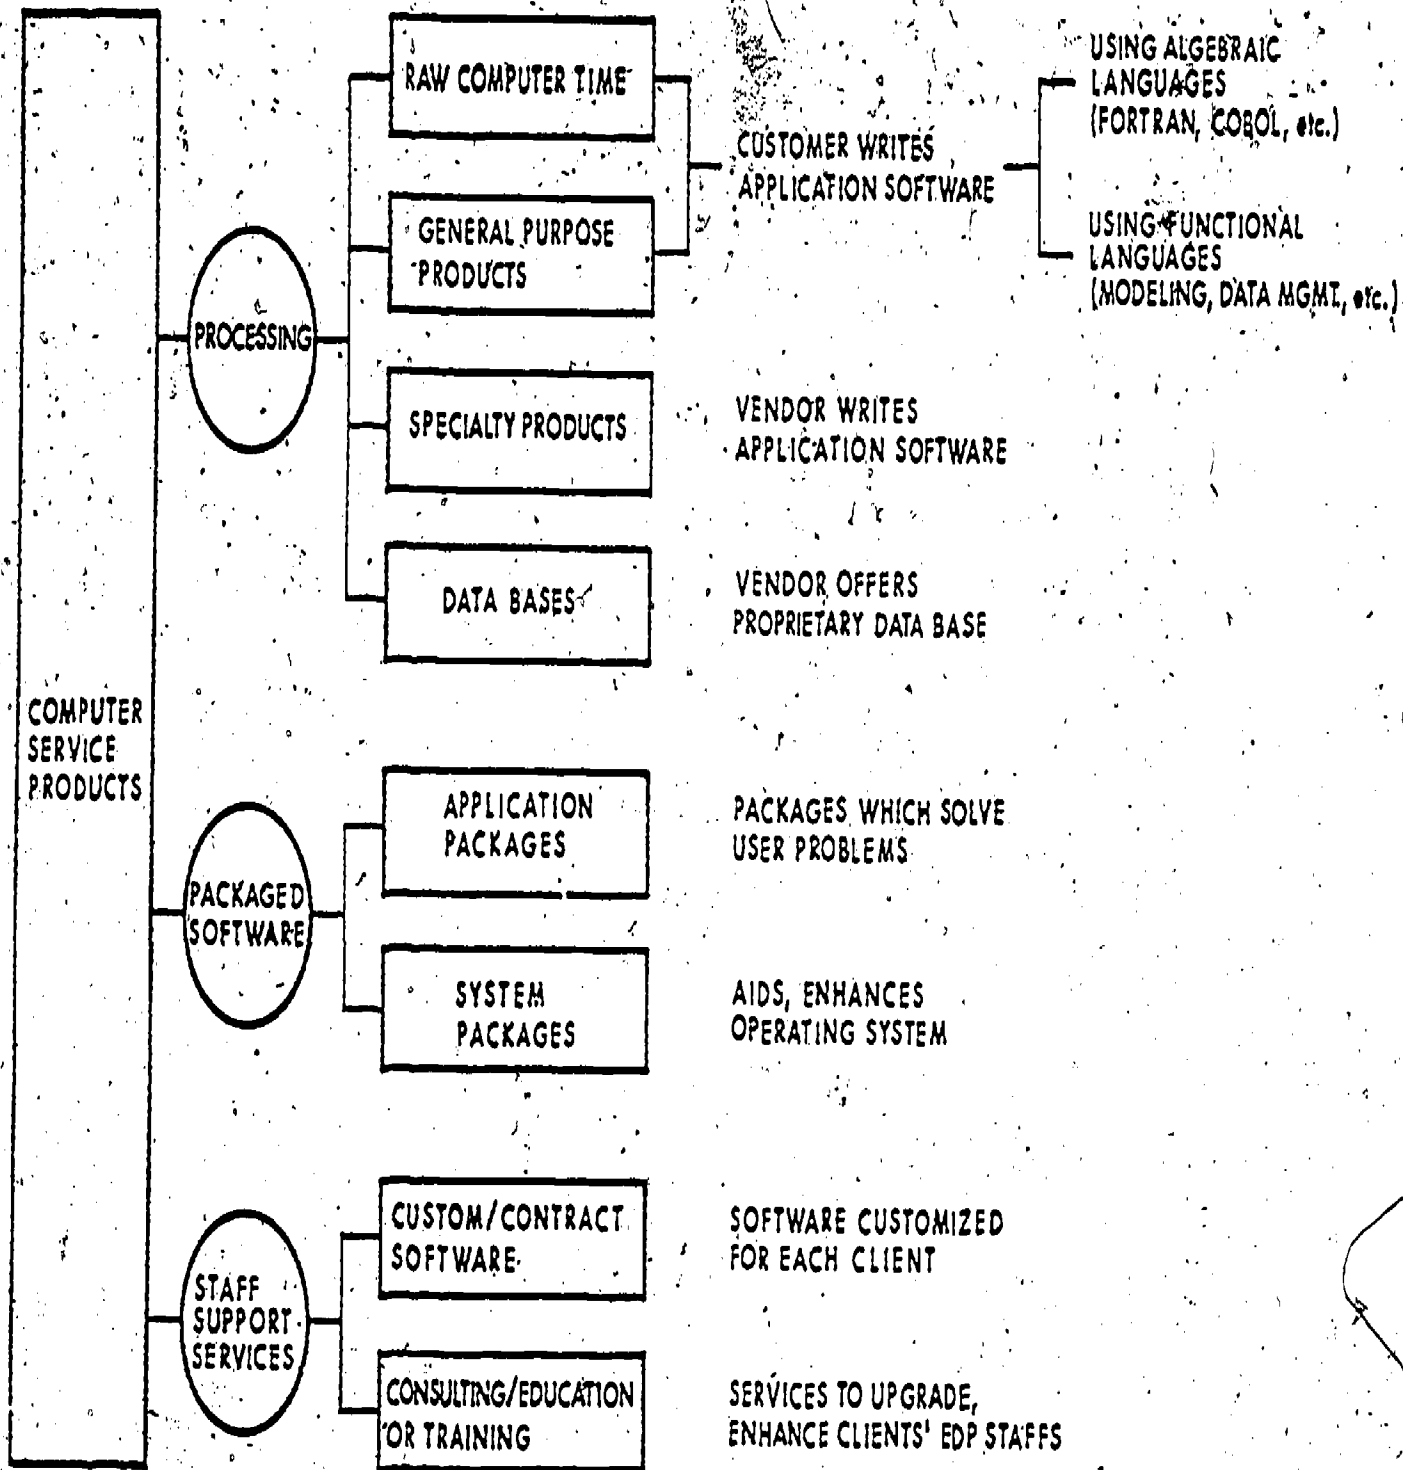 COMPUTER
SERVICE
PRODUCTS
PROCESSING
RAW COMPUTER TIME
GENERAL PURPOSE
PRODUCTS
CUSTOMER WRITES
APPLICATION SOFTWARE
USING ALGEBRAIC
LANGUAGES
(FORTRAN, COBOL, etc.)
USING FUNCTIONAL
LANGUAGES
(MODELING, DATA MGMT, etc.)
SPECIALTY PRODUCTS
VENDOR WRITES
APPLICATION SOFTWARE
DATA BASES
VENDOR OFFERS
PROPRIETARY DATA BASE
PACKAGED
SOFTWARE
APPLICATION
PACKAGES
PACKAGES WHICH SOLVE
USER PROBLEMS
SYSTEM
PACKAGES
AIDS, ENHANCES
OPERATING SYSTEM
STAFF
SUPPORT
SERVICES
CUSTOM/CONTRACT
SOFTWARE
SOFTWARE CUSTOMIZED
FOR EACH CLIENT
CONSULTING/EDUCATION
OR TRAINING
SERVICES TO UPGRADE,
ENHANCE CLIENTS' EDP STAFFS